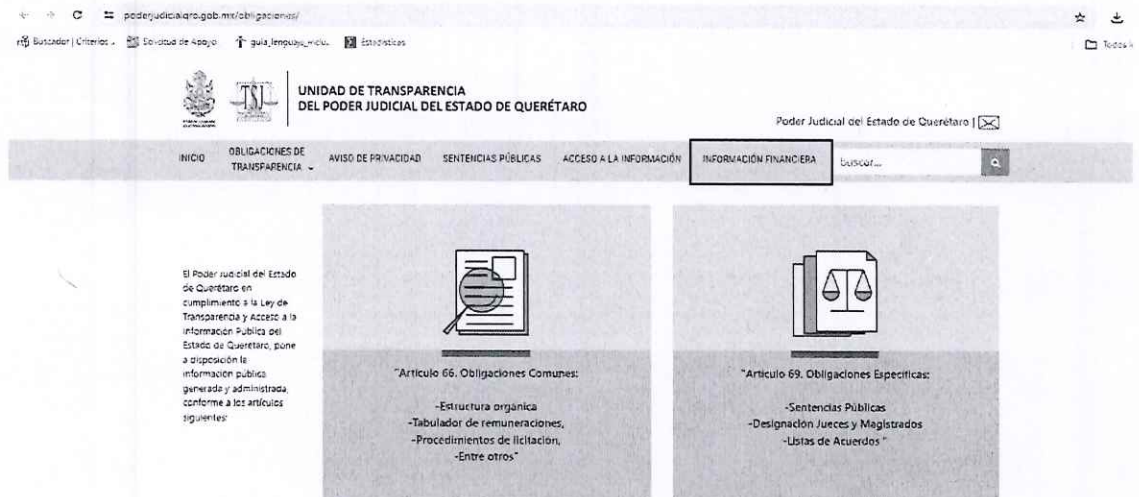 poderjudicialqro.gob.mx/obligaciones/
Buscador | Criterios
Solicitud de Apoyo
guia_lenguaje_inclu...
Estadísticas
UNIDAD DE TRANSPARENCIA
DEL PODER JUDICIAL DEL ESTADO DE QUERÉTARO
TSJ
Poder Judicial del Estado de Querétaro |
INICIO
OBLIGACIONES DE
TRANSPARENCIA
AVISO DE PRIVACIDAD
SENTENCIAS PÚBLICAS
ACCESO A LA INFORMACIÓN
INFORMACIÓN FINANCIERA
Buscar...
El Poder Judicial del Estado
de Querétaro en
cumplimiento a la Ley de
Transparencia y Acceso a la
Información Pública del
Estado de Querétaro, pone
a disposición la
información pública
generada y administrada,
conforme a los artículos
siguientes:
"Artículo 66. Obligaciones Comunes:
-Estructura orgánica
-Tabulador de remuneraciones,
-Procedimientos de licitación,
-Entre otros"
"Artículo 69. Obligaciones Específicas:
-Sentencias Públicas
-Designación Jueces y Magistrados
-Listas de Acuerdos "